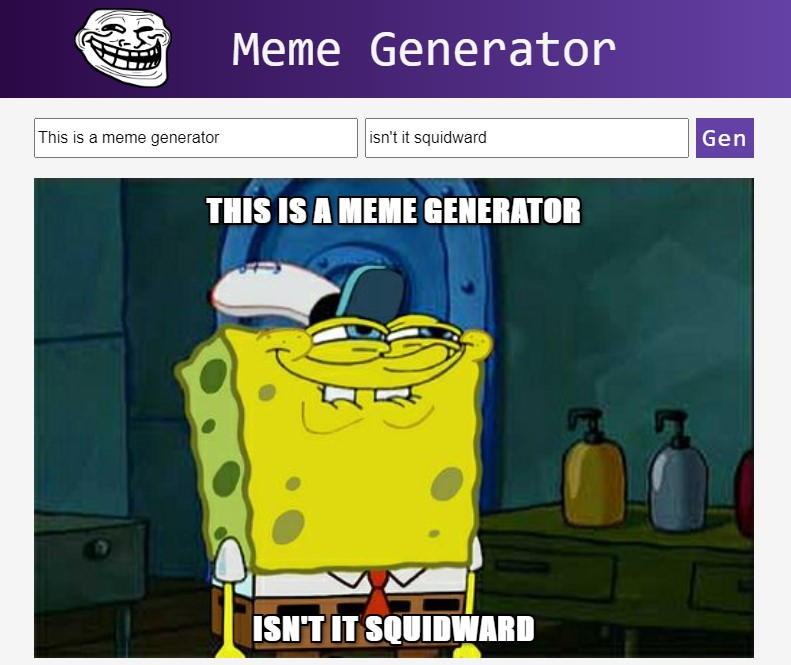 Meme Generator
This is a meme generator
isn't it squidward
Gen
THIS IS A MEME GENERATOR
ISN'T IT SQUIDWARD